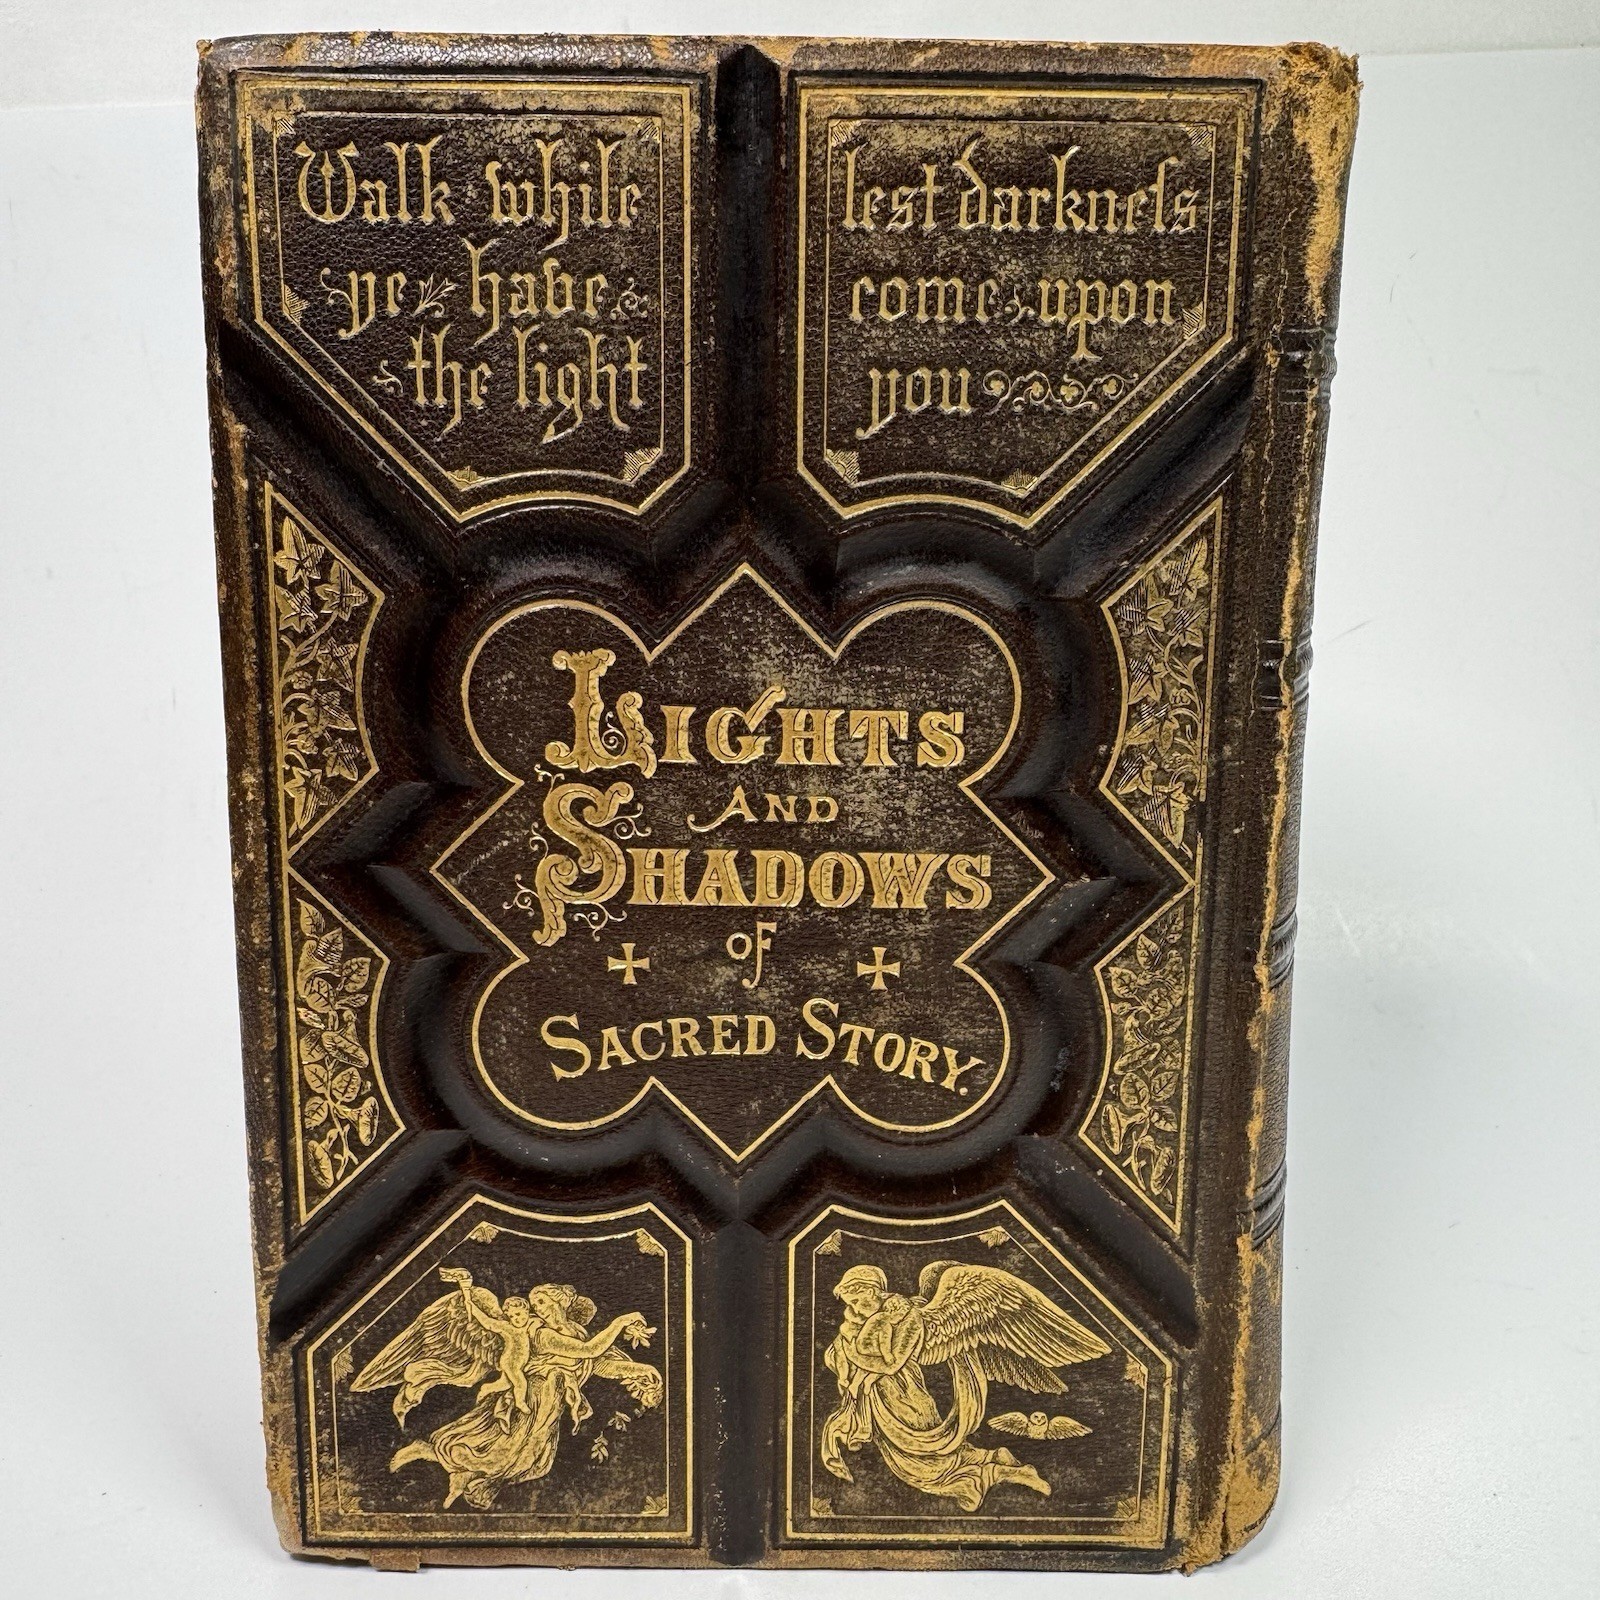 Walk while
ye have
the light
lest darkneſs
come upon
you
LIGHTS
AND
SHADOWS
OF
SACRED STORY.